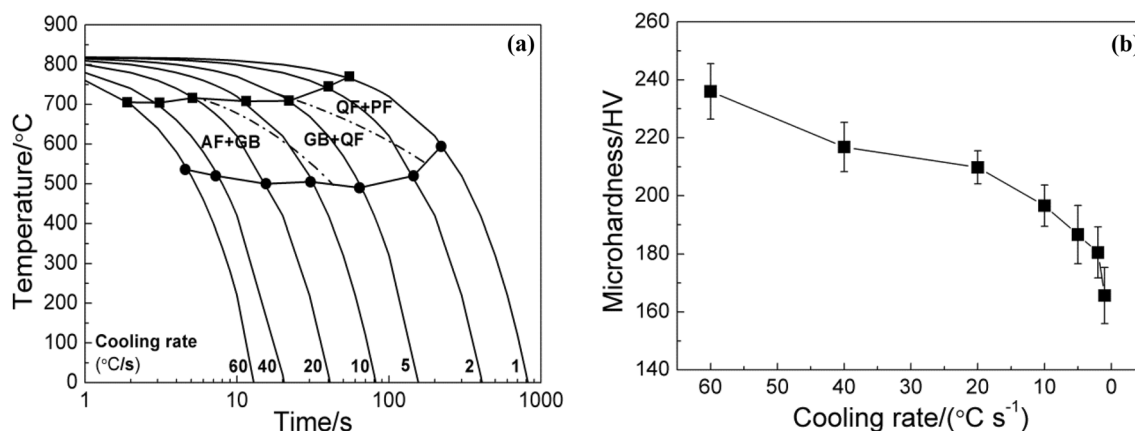 (a)
900
800
700
600
500
400
300
200
100
0
Temperature/°C
QF+PF
AF+GB
GB+QF
Cooling rate
(°C/s)
60 40 20 10 5 2 1
1 10 100 1000
Time/s
(b)
260
240
220
200
180
160
140
Microhardness/HV
60 50 40 30 20 10 0
Cooling rate/(°C s⁻¹)